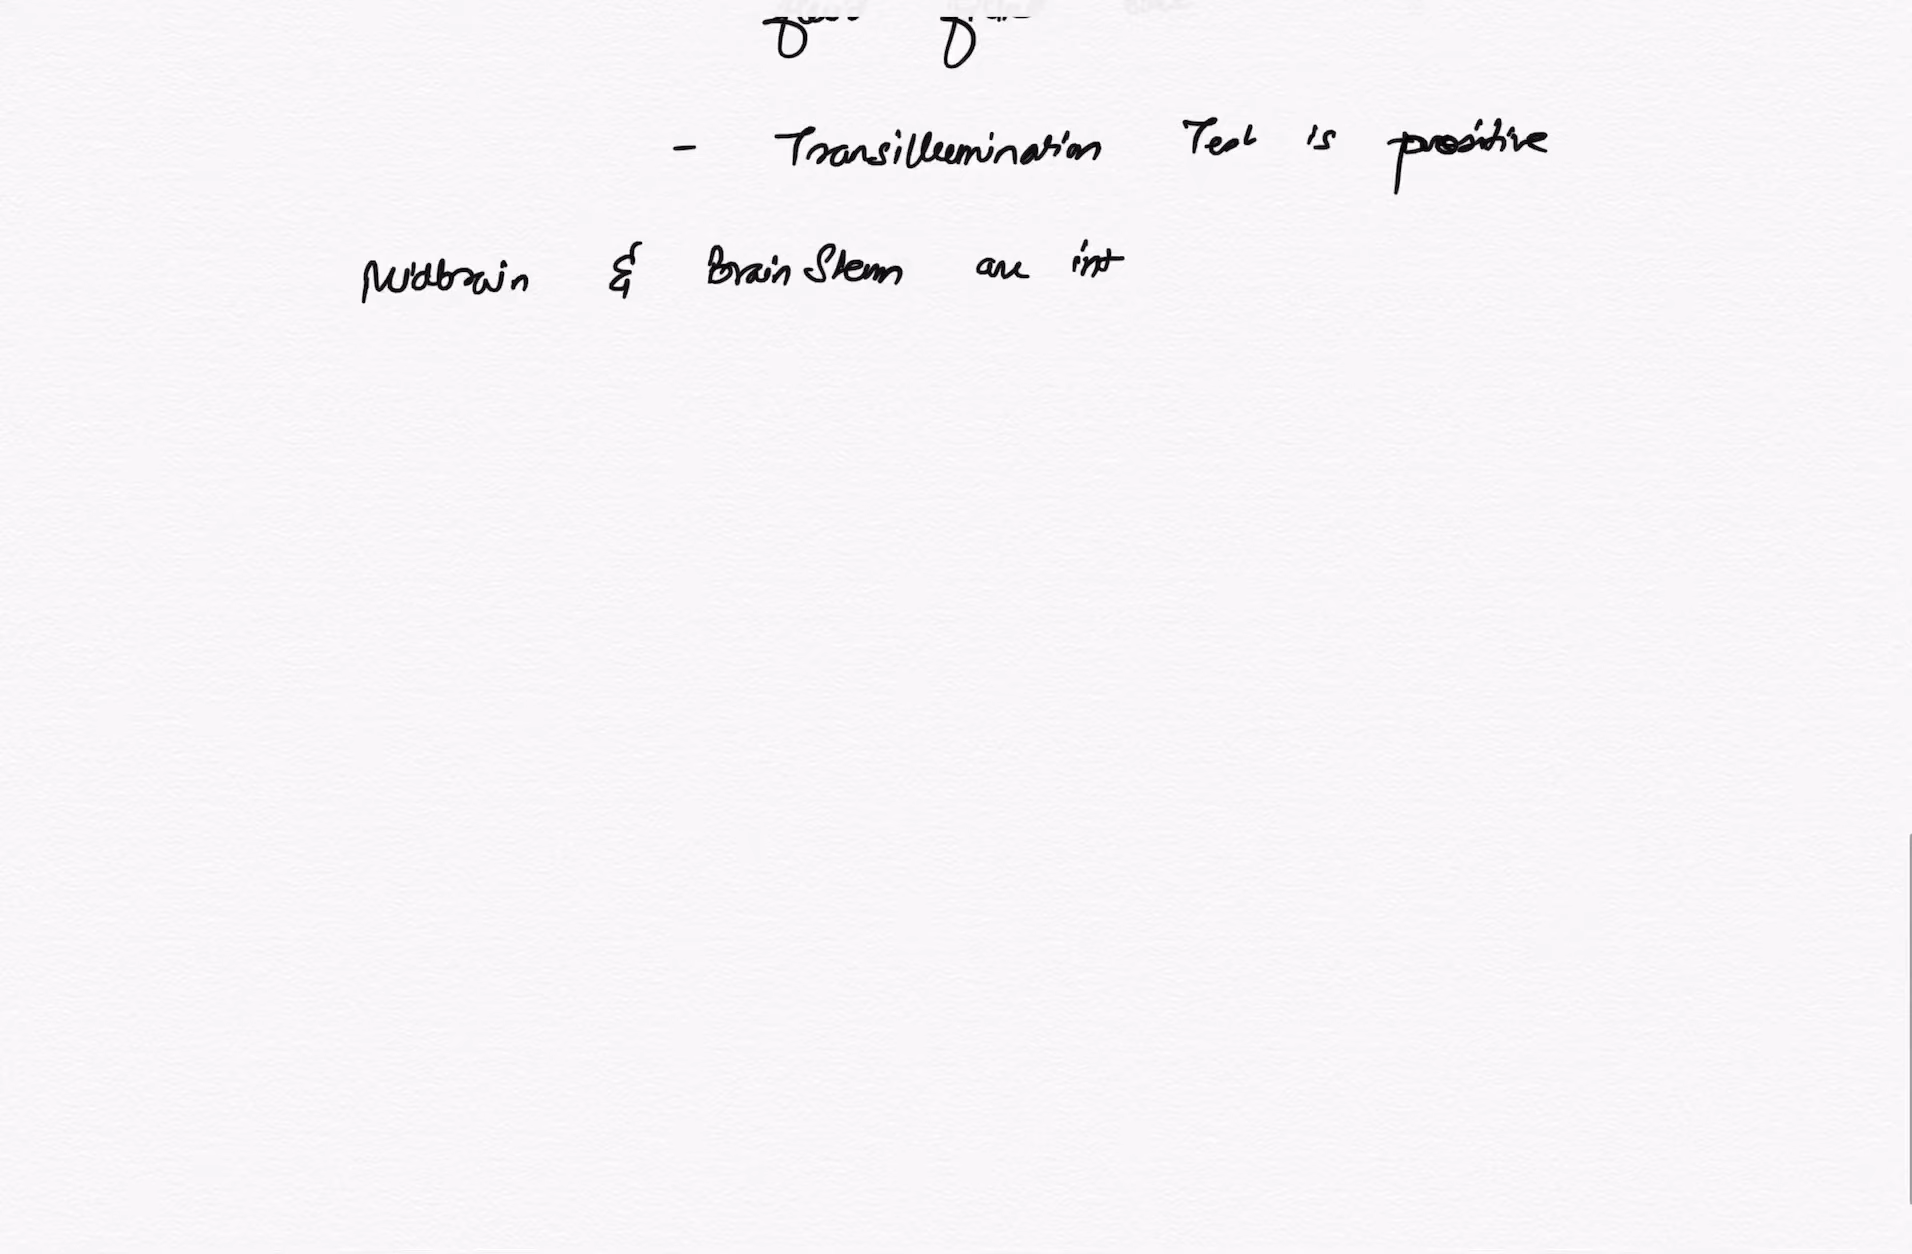 - Transillumination Test is positive
Midbrain & Brain Stem are int